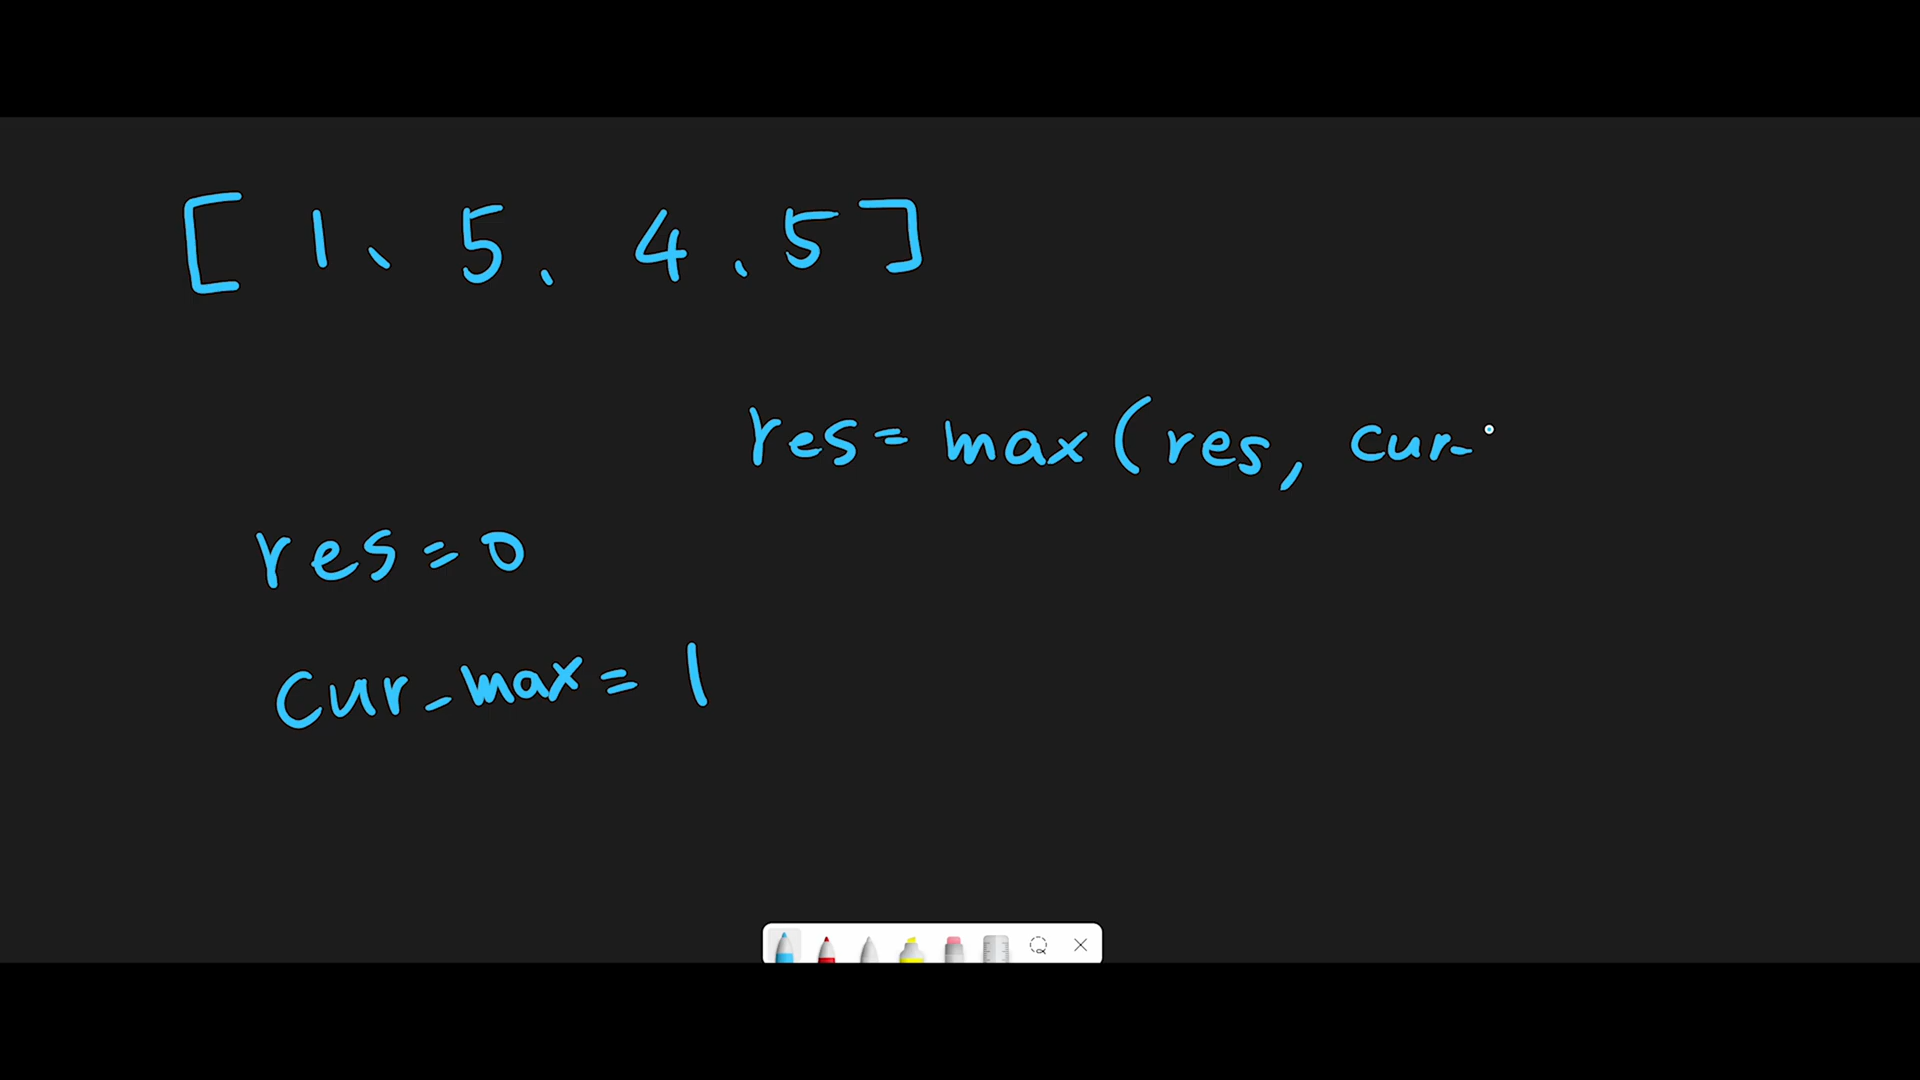 [ 1、 5、 4、5]
res = max (res, cur_
res = 0
cur_max = 1